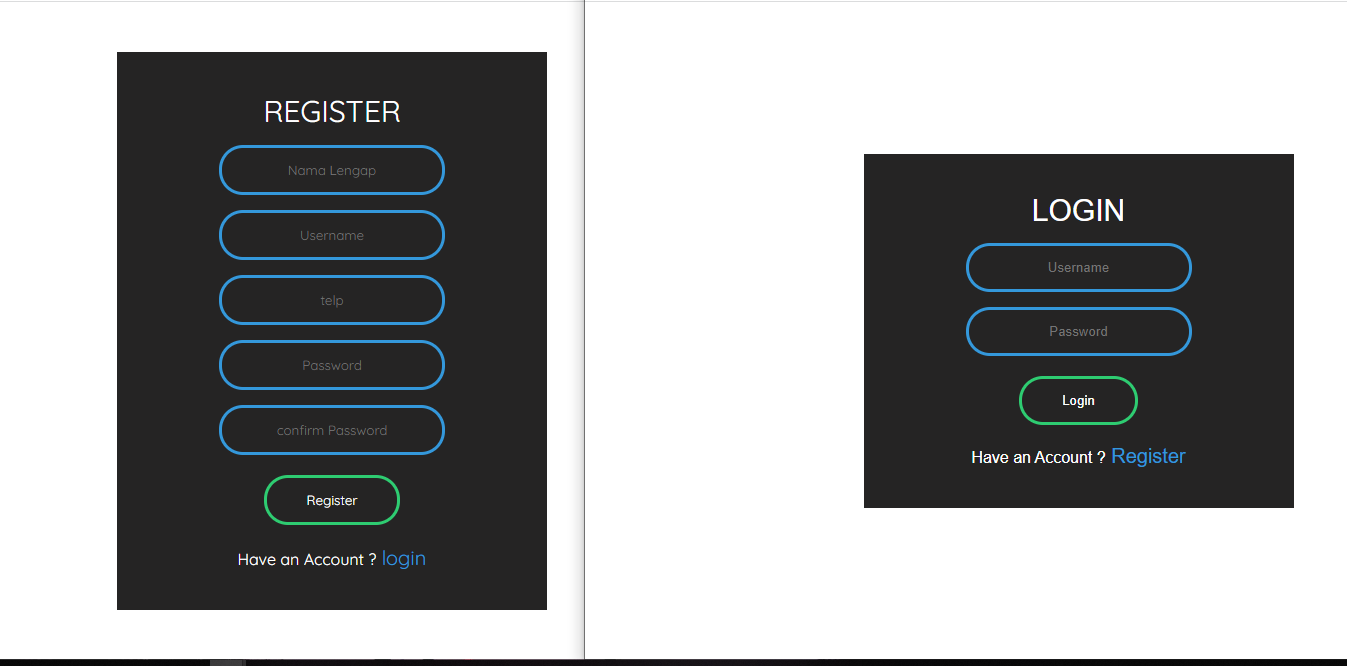 REGISTER
Nama Lengap
Username
telp
Password
confirm Password
Register
Have an Account ? login
LOGIN
Username
Password
Login
Have an Account ? Register